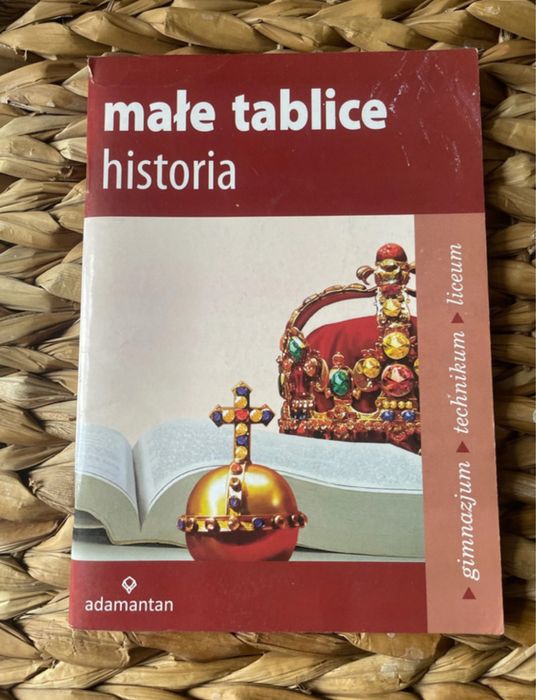 małe tablice
historia
▲ gimnazjum ▲ technikum ▲ liceum
adamantan